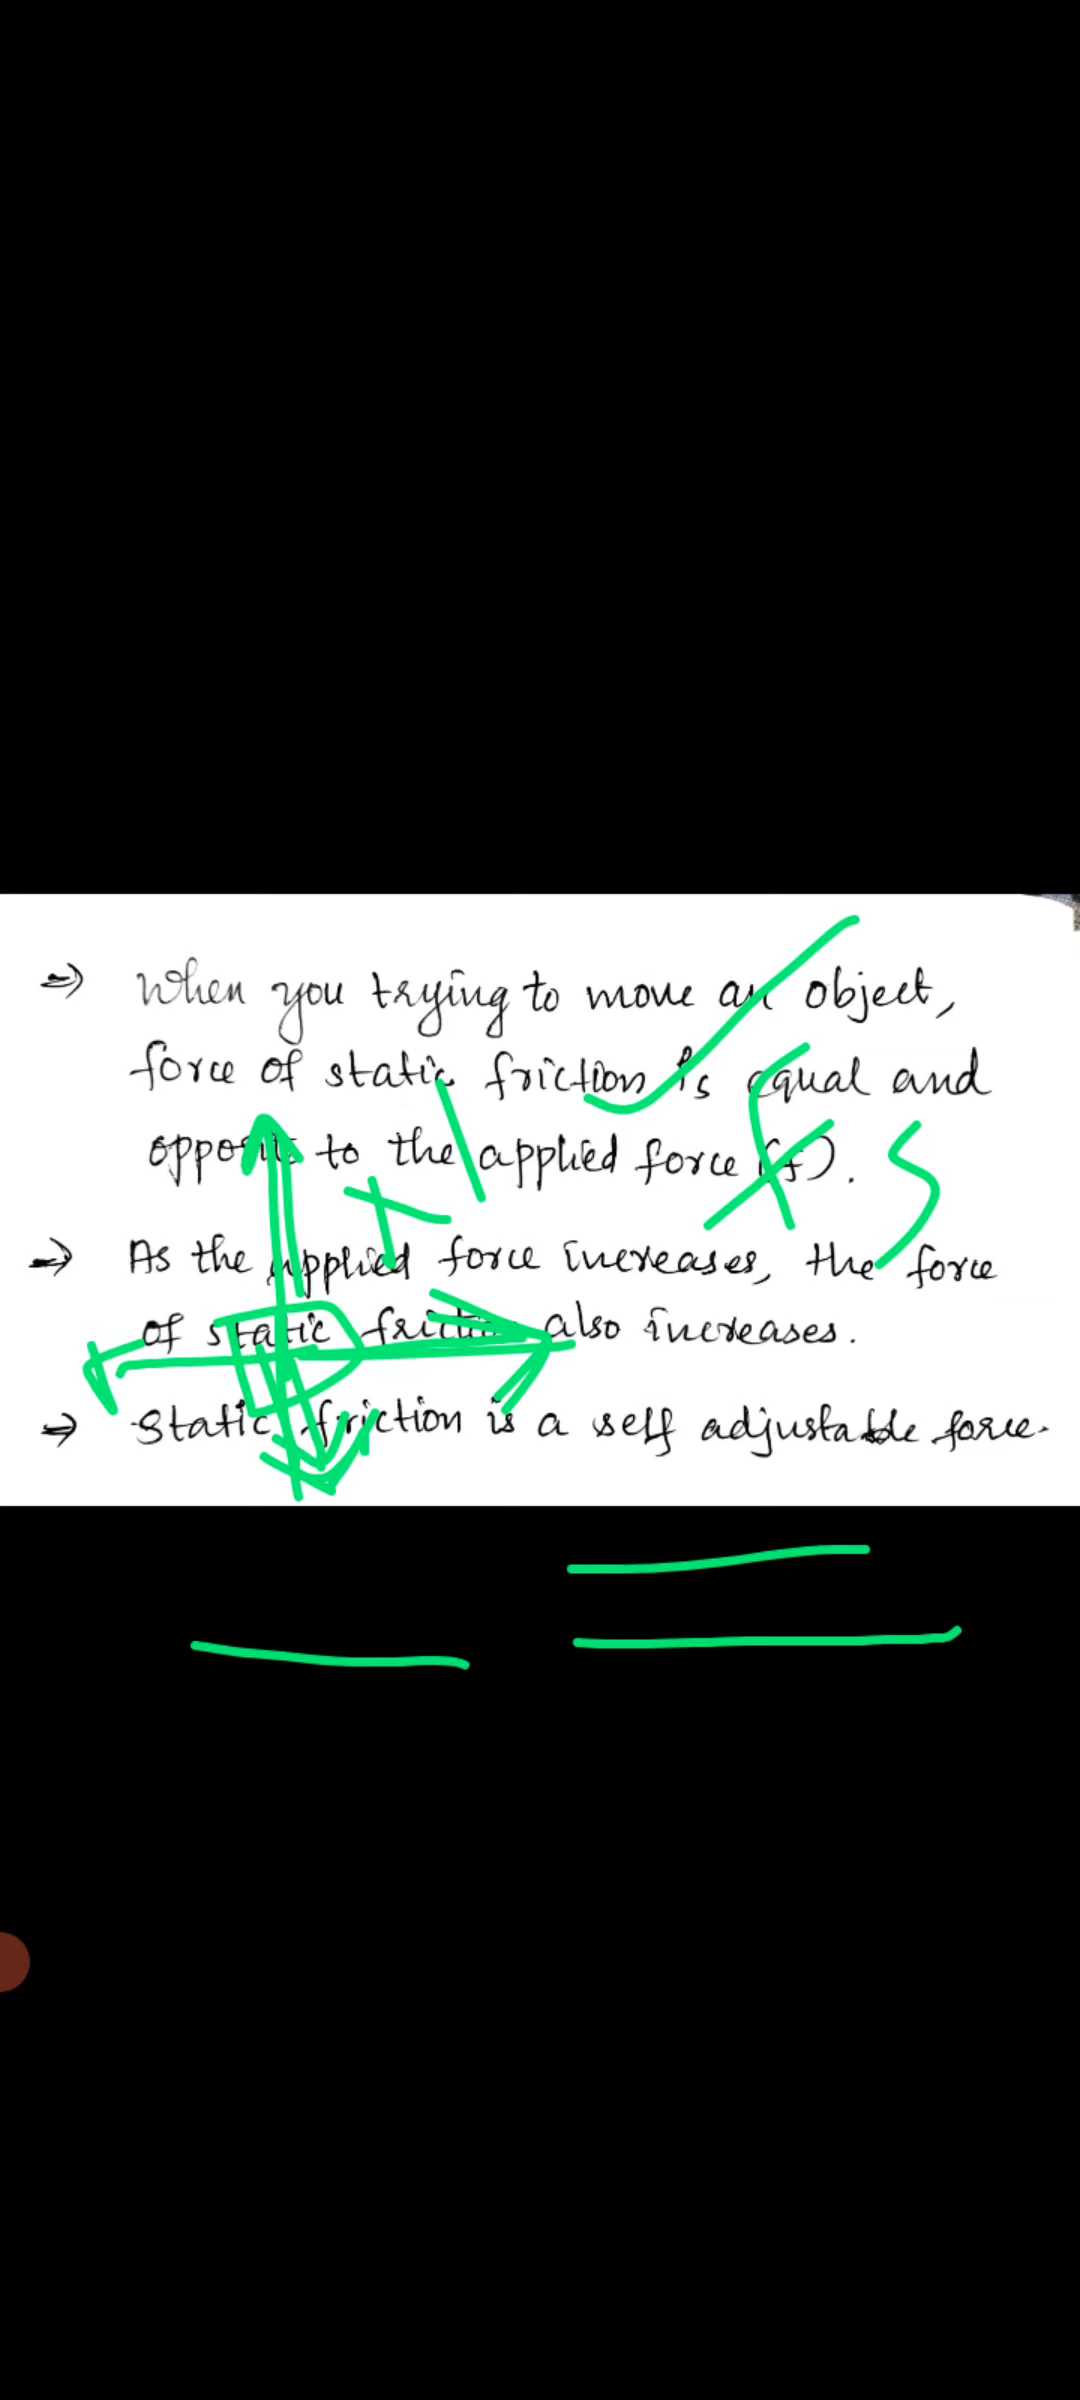 ⇒ When you trying to move an object,
force of static friction is equal and
opposite to the applied force (f).
⇒ As the applied force increases, the force
of static friction also increases.
⇒ Static friction is a self adjustable force.